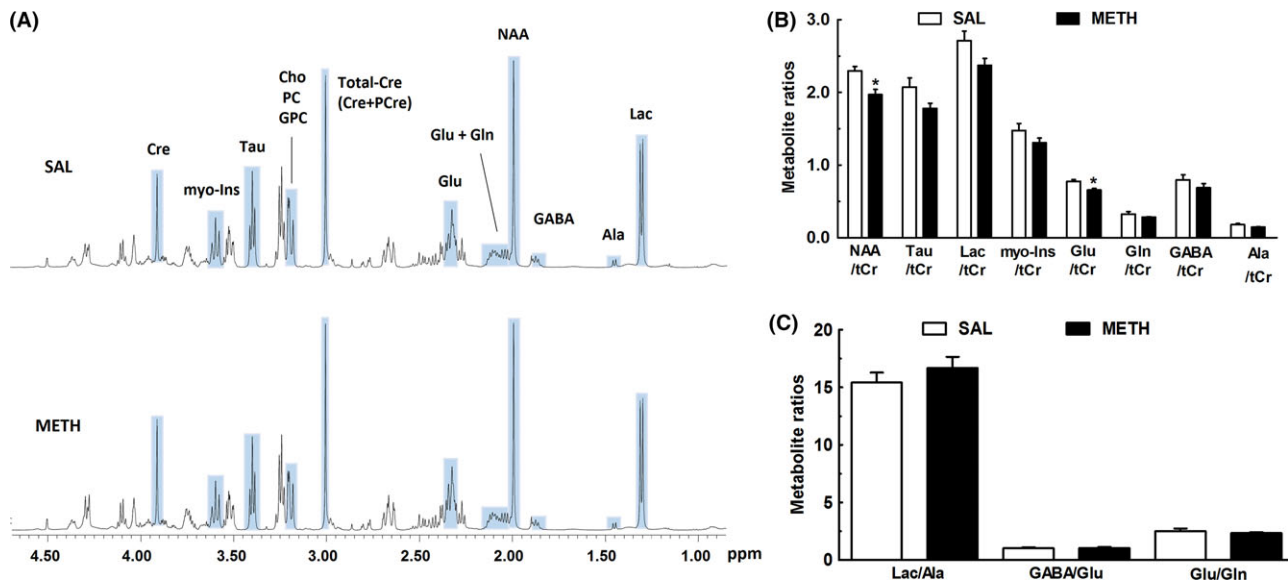 (A)
NAA
Cho
PC
GPC
Total-Cre
(Cre+PCre)
Lac
Glu + Gln
Cre
Tau
SAL
myo-Ins
Glu
GABA
Ala
METH
4.50 4.00 3.50 3.00 2.50 2.00 1.50 1.00 ppm
(B)
SAL METH
3.0
2.0
1.0
0.0
Metabolite ratios
*
*
NAA Tau Lac myo-Ins Glu Gln GABA Ala
/tCr /tCr /tCr /tCr /tCr /tCr /tCr /tCr
(C)
SAL METH
20
15
10
5
0
Metabolite ratios
Lac/Ala GABA/Glu Glu/Gln